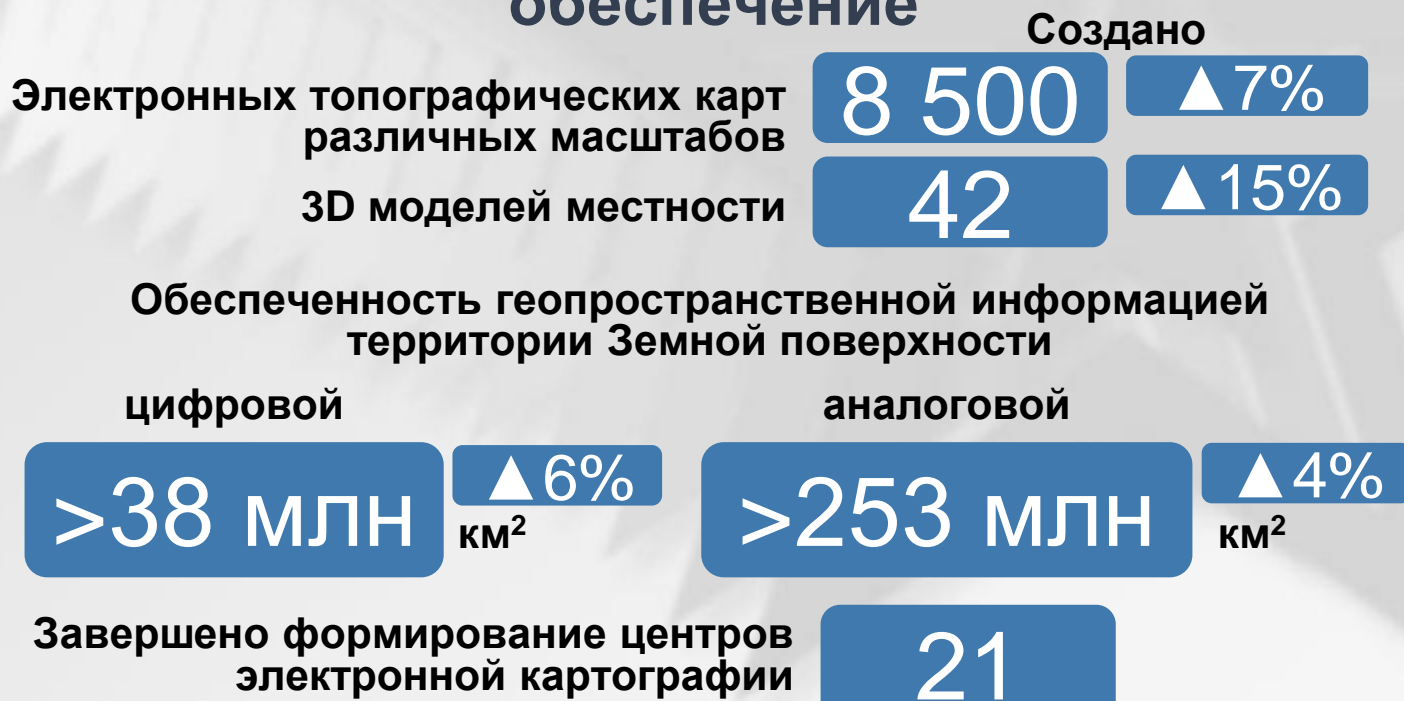 обеспечение
Создано
Электронных топографических карт
различных масштабов
8 500
▲7%
3D моделей местности
42
▲15%
Обеспеченность геопространственной информацией
территории Земной поверхности
цифровой
аналоговой
>38 млн
▲6%
км²
>253 млн
▲4%
км²
Завершено формирование центров
электронной картографии
21